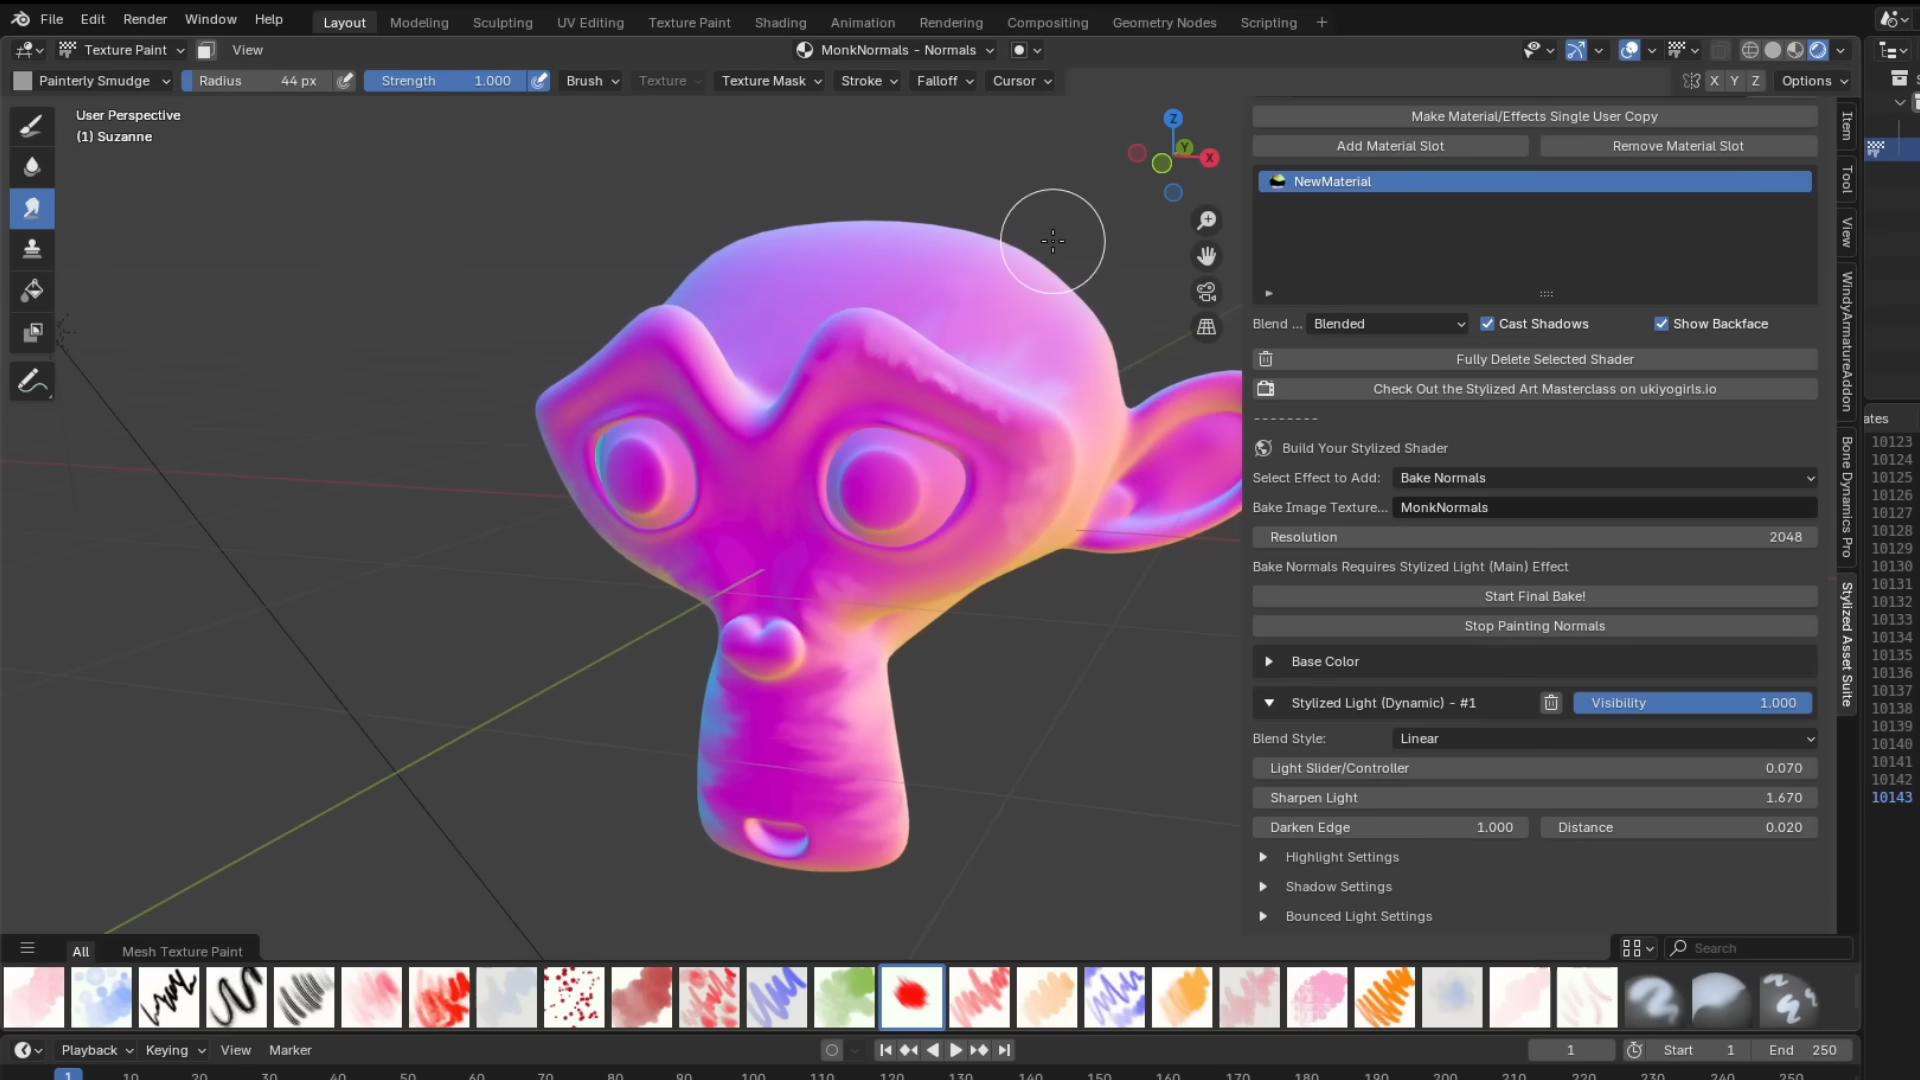 File Edit Render Window Help Layout Modeling Sculpting UV Editing Texture Paint Shading Animation Rendering Compositing Geometry Nodes Scripting +
Texture Paint View MonkNormals - Normals
Painterly Smudge Radius 44 px Strength 1.000 Brush Texture Texture Mask Stroke Falloff Cursor X Y Z Options
User Perspective
(1) Suzanne
Z
Y
X
Make Material/Effects Single User Copy
Add Material Slot Remove Material Slot
NewMaterial
Blend ... Blended Cast Shadows Show Backface
Fully Delete Selected Shader
Check Out the Stylized Art Masterclass on ukiyogirls.io
--------
Build Your Stylized Shader
Select Effect to Add: Bake Normals
Bake Image Texture... MonkNormals
Resolution 2048
Bake Normals Requires Stylized Light (Main) Effect
Start Final Bake!
Stop Painting Normals
Base Color
Stylized Light (Dynamic) - #1 Visibility 1.000
Blend Style: Linear
Light Slider/Controller 0.070
Sharpen Light 1.670
Darken Edge 1.000 Distance 0.020
Highlight Settings
Shadow Settings
Bounced Light Settings
Item
Tool
View
WindyArmatureAddon
Bone Dynamics Pro
Stylized Asset Suite
ates
10123
10124
10125
10126
10127
10128
10129
10130
10131
10132
10133
10134
10135
10136
10137
10138
10139
10140
10141
10142
10143
All Mesh Texture Paint Search
Playback Keying View Marker 1 Start 1 End 250
1 10 20 30 40 50 60 70 80 90 100 110 120 130 140 150 160 170 180 190 200 210 220 230 240 250